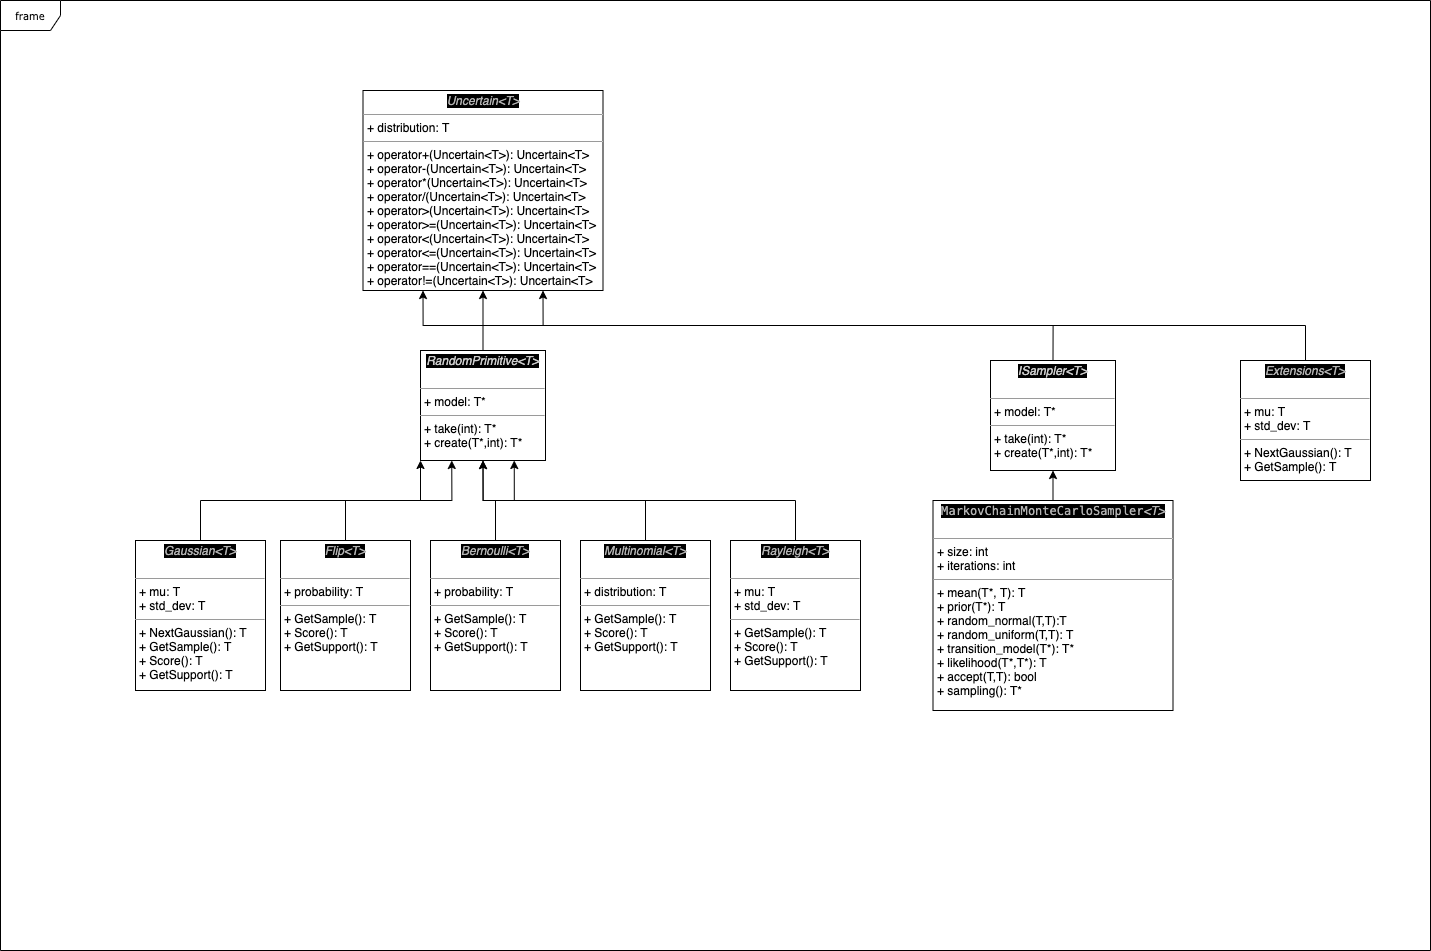 frame
Uncertain<T>
+ distribution: T
+ operator+(Uncertain<T>): Uncertain<T>
+ operator-(Uncertain<T>): Uncertain<T>
+ operator*(Uncertain<T>): Uncertain<T>
+ operator/(Uncertain<T>): Uncertain<T>
+ operator>(Uncertain<T>): Uncertain<T>
+ operator>=(Uncertain<T>): Uncertain<T>
+ operator<(Uncertain<T>): Uncertain<T>
+ operator<=(Uncertain<T>): Uncertain<T>
+ operator==(Uncertain<T>): Uncertain<T>
+ operator!=(Uncertain<T>): Uncertain<T>
RandomPrimitive<T>
+ model: T*
+ take(int): T*
+ create(T*,int): T*
ISampler<T>
+ model: T*
+ take(int): T*
+ create(T*,int): T*
Extensions<T>
+ mu: T
+ std_dev: T
+ NextGaussian(): T
+ GetSample(): T
Gaussian<T>
+ mu: T
+ std_dev: T
+ NextGaussian(): T
+ GetSample(): T
+ Score(): T
+ GetSupport(): T
Flip<T>
+ probability: T
+ GetSample(): T
+ Score(): T
+ GetSupport(): T
Bernoulli<T>
+ probability: T
+ GetSample(): T
+ Score(): T
+ GetSupport(): T
Multinomial<T>
+ distribution: T
+ GetSample(): T
+ Score(): T
+ GetSupport(): T
Rayleigh<T>
+ mu: T
+ std_dev: T
+ GetSample(): T
+ Score(): T
+ GetSupport(): T
MarkovChainMonteCarloSampler<T>
+ size: int
+ iterations: int
+ mean(T*, T): T
+ prior(T*): T
+ random_normal(T,T):T
+ random_uniform(T,T): T
+ transition_model(T*): T*
+ likelihood(T*,T*): T
+ accept(T,T): bool
+ sampling(): T*